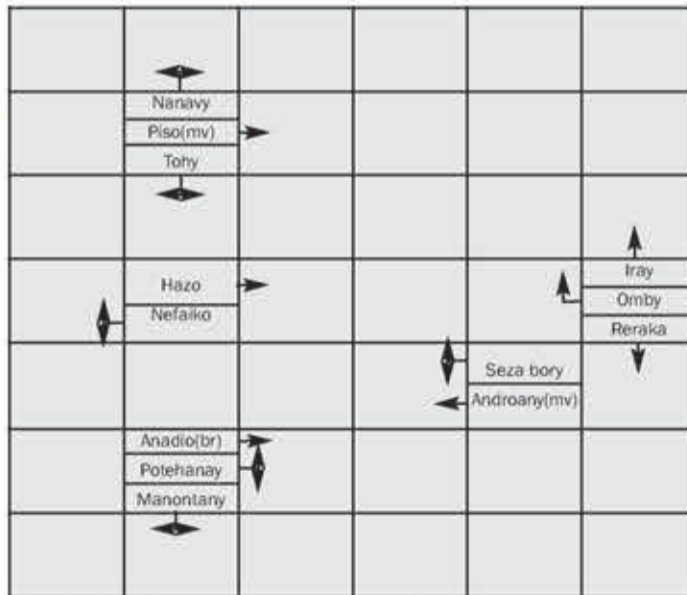 Nanavy
Piso(mv)
Tohy
Hazo
Nefaiko
Iray
Omby
Reraka
Seza bory
Androany(mv)
Anadio(br)
Potehanay
Manontany